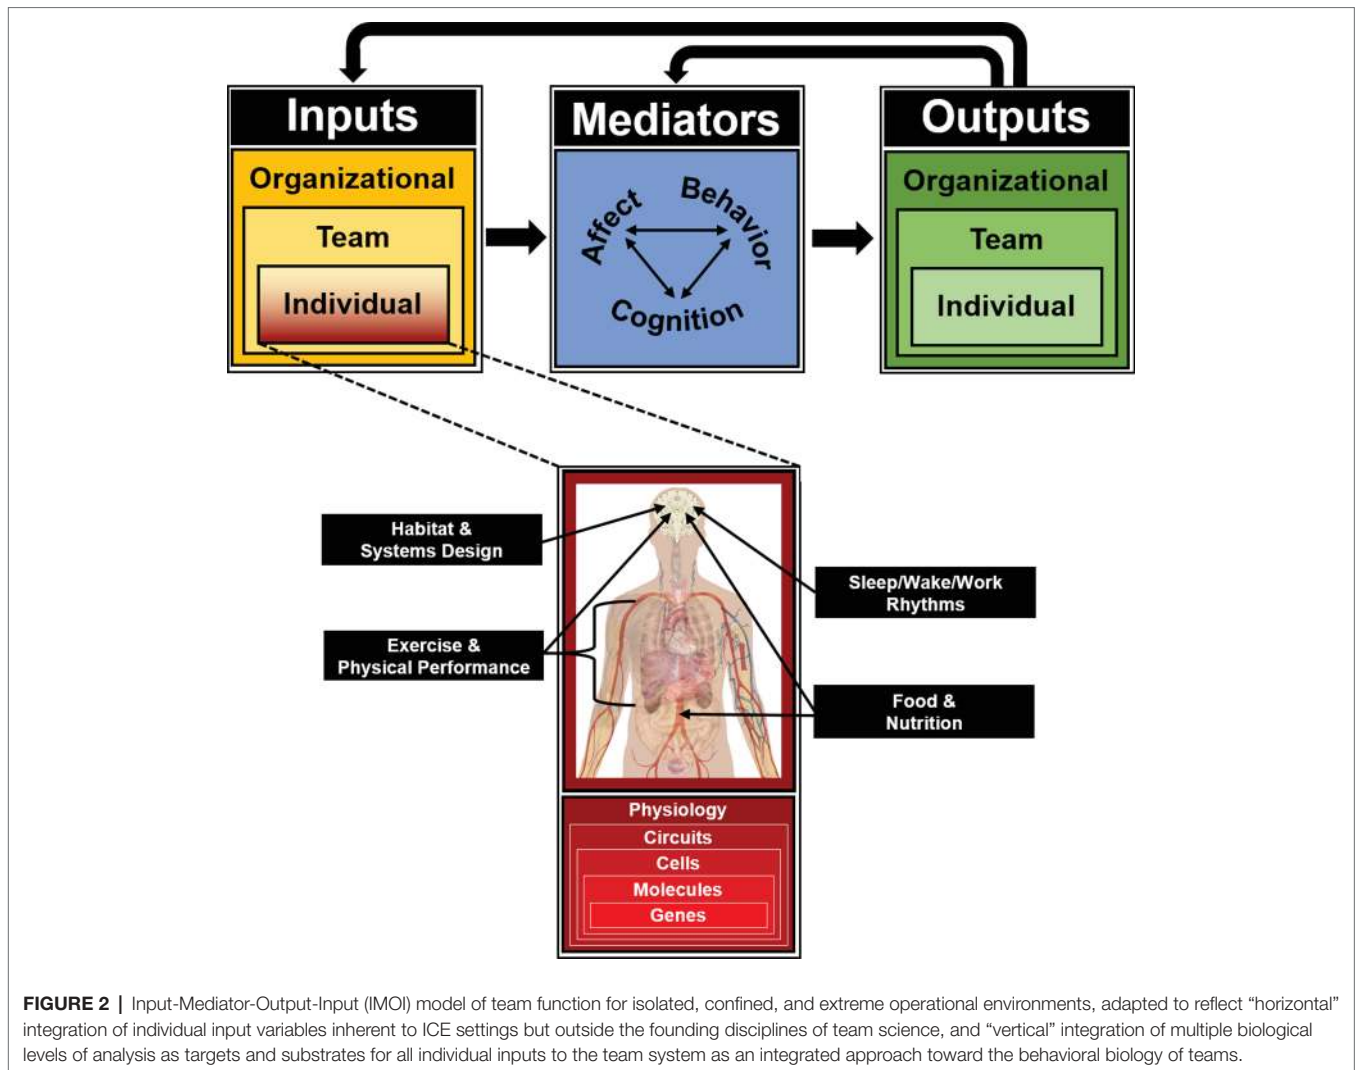 Inputs
Organizational
Team
Individual
Mediators
Affect
Behavior
Cognition
Outputs
Organizational
Team
Individual
Habitat &
Systems Design
Exercise &
Physical Performance
Sleep/Wake/Work
Rhythms
Food &
Nutrition
Physiology
Circuits
Cells
Molecules
Genes
FIGURE 2 | Input-Mediator-Output-Input (IMOI) model of team function for isolated, confined, and extreme operational environments, adapted to reflect “horizontal”
integration of individual input variables inherent to ICE settings but outside the founding disciplines of team science, and “vertical” integration of multiple biological
levels of analysis as targets and substrates for all individual inputs to the team system as an integrated approach toward the behavioral biology of teams.